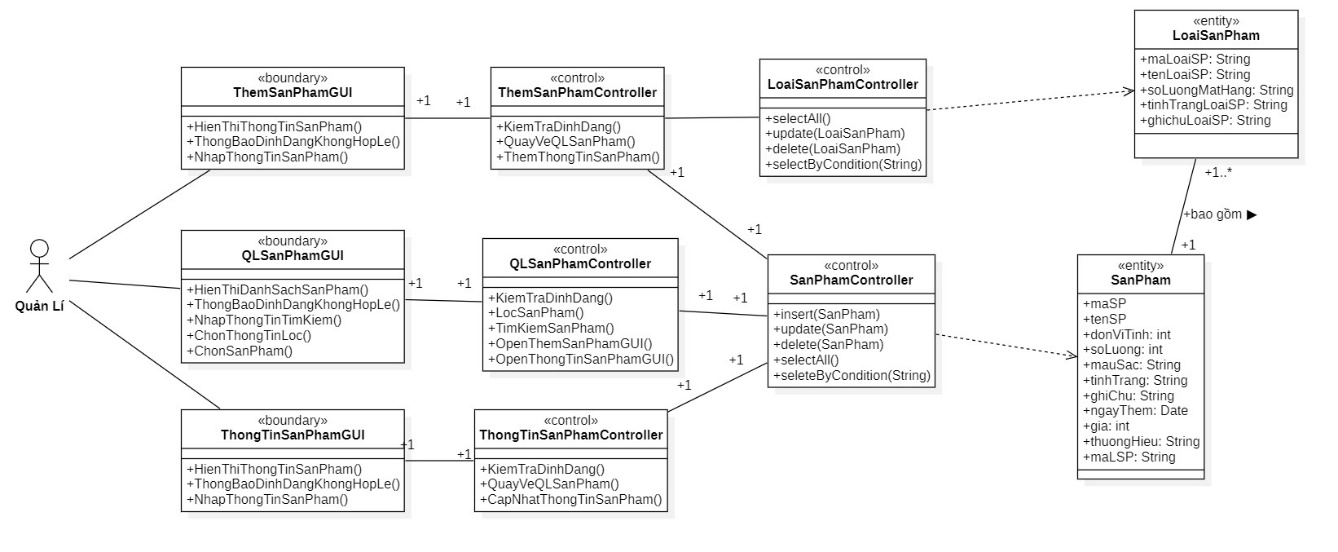 «entity»
LoaiSanPham
+maLoaiSP: String
+tenLoaiSP: String
+soLuongMatHang: String
+tinhTrangLoaiSP: String
+ghichuLoaiSP: String
«boundary»
ThemSanPhamGUI
+HienThiThongTinSanPham()
+ThongBaoDinhDangKhongHopLe()
+NhapThongTinSanPham()
+1
+1
«control»
ThemSanPhamController
+KiemTraDinhDang()
+QuayVeQLSanPham()
+ThemThongTinSanPham()
«control»
LoaiSanPhamController
+selectAll()
+update(LoaiSanPham)
+delete(LoaiSanPham)
+selectByCondition(String)
+1
+1
+1..*
+bao gồm ▶
+1
Quản Lí
«boundary»
QLSanPhamGUI
+HienThiDanhSachSanPham()
+ThongBaoDinhDangKhongHopLe()
+NhapThongTinTimKiem()
+ChonThongTinLoc()
+ChonSanPham()
+1
+1
«control»
QLSanPhamController
+KiemTraDinhDang()
+LocSanPham()
+TimKiemSanPham()
+OpenThemSanPhamGUI()
+OpenThongTinSanPhamGUI()
+1
+1
«control»
SanPhamController
+insert(SanPham)
+update(SanPham)
+delete(SanPham)
+selectAll()
+seleteByCondition(String)
«entity»
SanPham
+maSP
+tenSP
+donViTinh: int
+soLuong: int
+mauSac: String
+tinhTrang: String
+ghiChu: String
+ngayThem: Date
+gia: int
+thuongHieu: String
+maLSP: String
+1
+1
«boundary»
ThongTinSanPhamGUI
+HienThiThongTinSanPham()
+ThongBaoDinhDangKhongHopLe()
+NhapThongTinSanPham()
+1
+1
«control»
ThongTinSanPhamController
+KiemTraDinhDang()
+QuayVeQLSanPham()
+CapNhatThongTinSanPham()